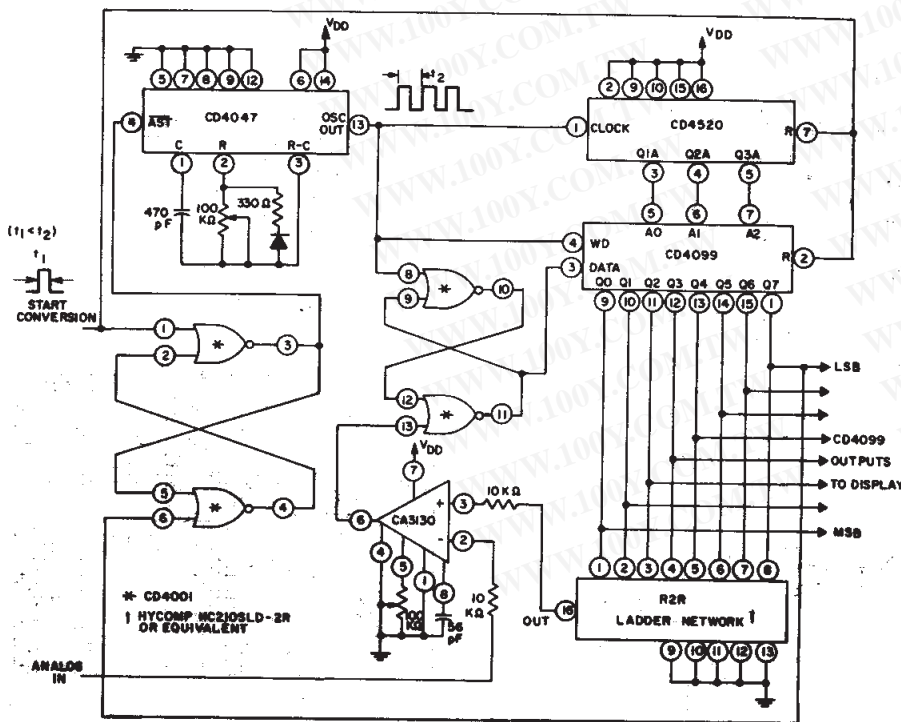 VDD
VDD
5 7 8 9 12
6 14
t2
2 9 10 15 16
4 AST
CD4047
OSC OUT 13
1 CLOCK
CD4520
R 7
C R R-C
Q1A Q2A Q3A
1 2 3
3 4 5
470 pF
100 KΩ
330 Ω
5 6 7
A0 A1 A2
(t1 < t2)
t1
START CONVERSION
4 WD
3 DATA
CD4099
R 2
Q0 Q1 Q2 Q3 Q4 Q5 Q6 Q7
9 10 11 12 13 14 15 1
8
9
*
10
1
2
*
3
LSB
12
13
*
11
CD4099
OUTPUTS
TO DISPLAY
MSB
VDD
7
5
6
*
4
6
CA3130
+ 3
- 2
10KΩ
4 5 1 8
100 KΩ
56 pF
10 KΩ
1 2 3 4 5 6 7 8
OUT 16
R2R
LADDER NETWORK †
9 10 11 12 13
* CD4001
† HYCOMP HC210SLD-2R
OR EQUIVALENT
ANALOG IN
WWW.100Y.COM.TW